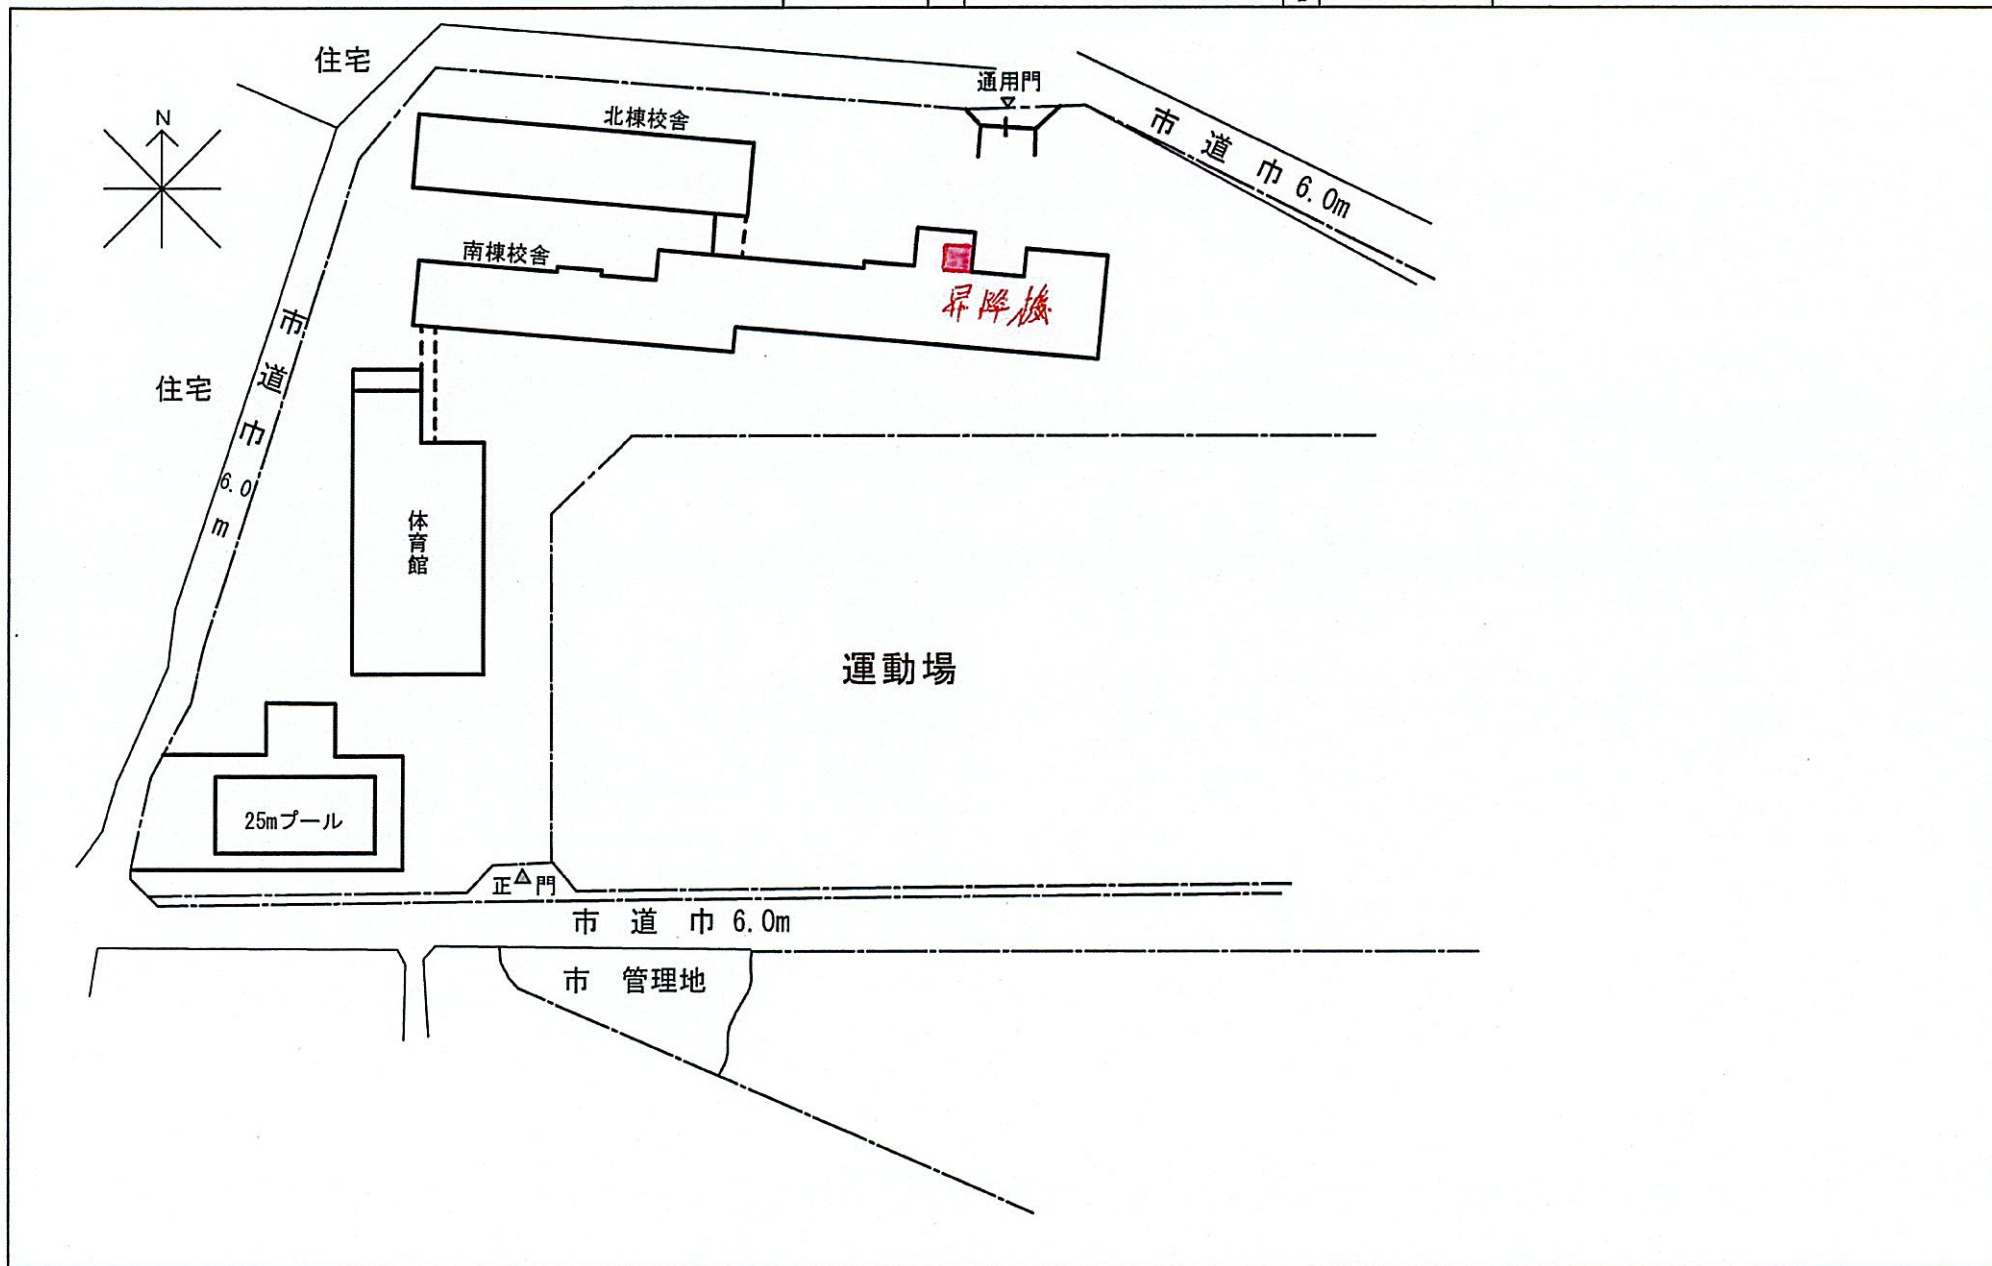 住宅
通用門
北棟校舎
市道巾6.0m
N
南棟校舎
昇降機
市道巾6.0m
住宅
体育館
運動場
25mプール
正門
市道巾6.0m
市 管理地